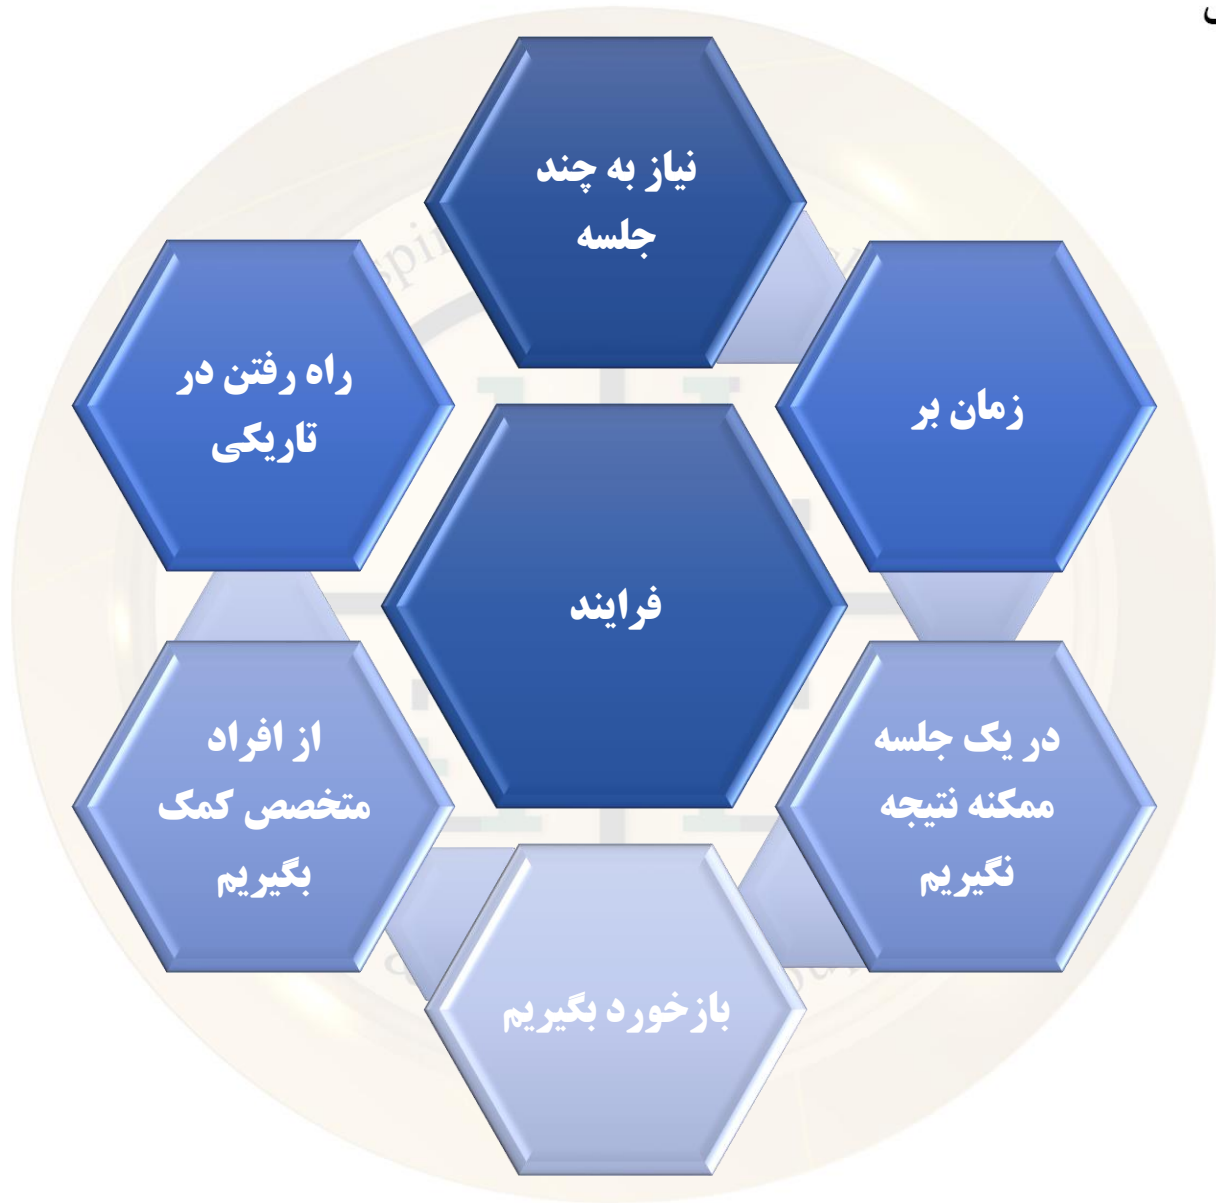 نیاز به چند
جلسه
زمان بر
در یک جلسه
ممکنه نتیجه
نگیریم
بازخورد بگیریم
از افراد
متخصص کمک
بگیریم
راه رفتن در
تاریکی
فرایند